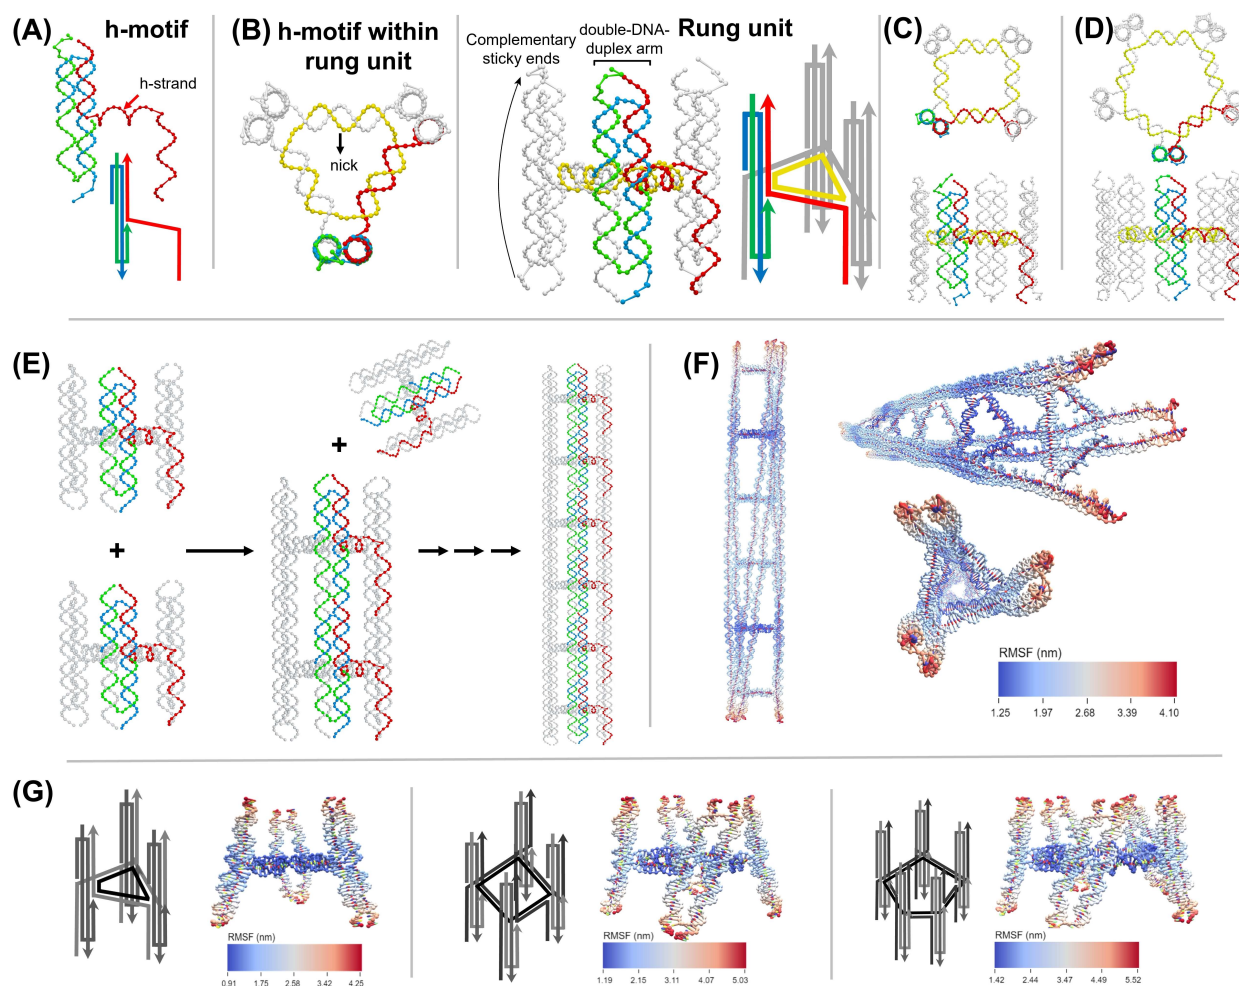 (A)
h-motif
h-strand
(B)
h-motif within
rung unit
nick
Complementary
sticky ends
double-DNA-
duplex arm
Rung unit
(C)
(D)
(E)
+
+
(F)
RMSF (nm)
1.25 1.97 2.68 3.39 4.10
(G)
RMSF (nm)
0.91 1.75 2.58 3.42 4.25
RMSF (nm)
1.19 2.15 3.11 4.07 5.03
RMSF (nm)
1.42 2.44 3.47 4.49 5.52